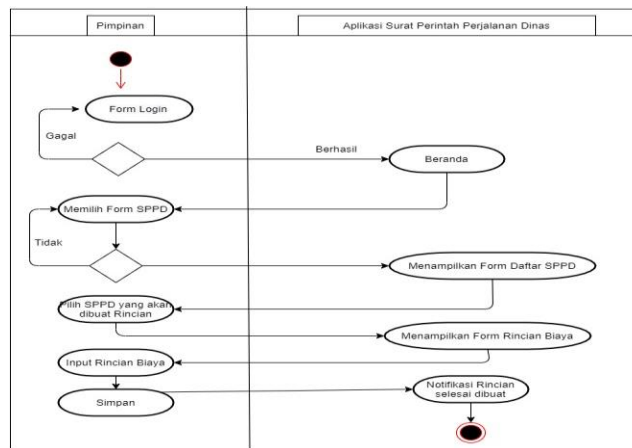 Pimpinan
Aplikasi Surat Perintah Perjalanan Dinas
Form Login
Gagal
Berhasil
Beranda
Memilih Form SPPD
Tidak
Menampilkan Form Daftar SPPD
Pilih SPPD yang akan
dibuat Rincian
Menampilkan Form Rincian Biaya
Input Rincian Biaya
Notifikasi Rincian
selesai dibuat
Simpan